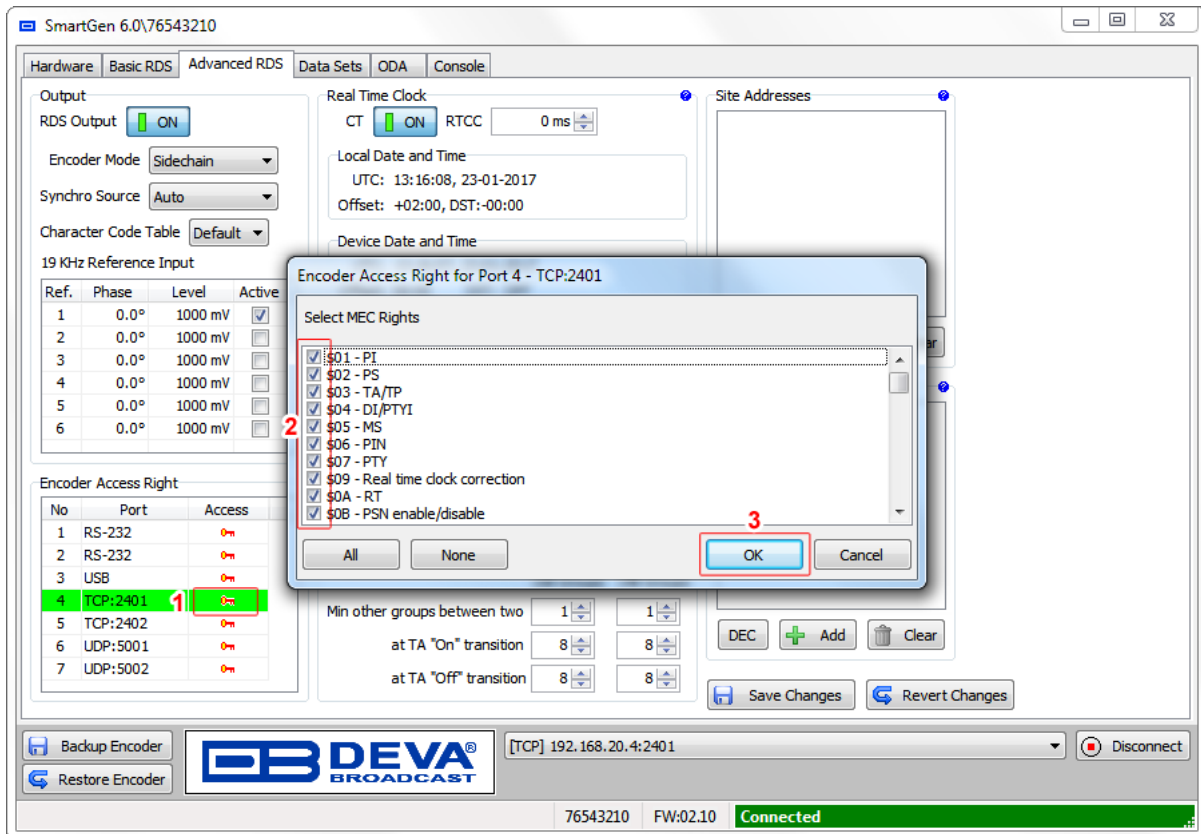 SmartGen 6.0\76543210
Hardware Basic RDS Advanced RDS Data Sets ODA Console
Output
RDS Output ON
Encoder Mode Sidechain
Synchro Source Auto
Character Code Table Default
19 KHz Reference Input
Ref. Phase Level Active
1 0.0° 1000 mV
2 0.0° 1000 mV
3 0.0° 1000 mV
4 0.0° 1000 mV
5 0.0° 1000 mV
6 0.0° 1000 mV
Encoder Access Right
No Port Access
1 RS-232
2 RS-232
3 USB
4 TCP:2401 1
5 TCP:2402
6 UDP:5001
7 UDP:5002
Real Time Clock
CT ON RTCC 0 ms
Local Date and Time
UTC: 13:16:08, 23-01-2017
Offset: +02:00, DST:-00:00
Device Date and Time
Site Addresses
Encoder Access Right for Port 4 - TCP:2401
Select MEC Rights
$01 - PI
$02 - PS
$03 - TA/TP
$04 - DI/PTYI
2 $05 - MS
$06 - PIN
$07 - PTY
$09 - Real time clock correction
$0A - RT
$0B - PSN enable/disable
3
All None OK Cancel
Min other groups between two 1 1
at TA "On" transition 8 8
at TA "Off" transition 8 8
DEC Add Clear
Save Changes Revert Changes
Backup Encoder
Restore Encoder
DEVA®
BROADCAST
[TCP] 192.168.20.4:2401
Disconnect
76543210 FW:02.10 Connected